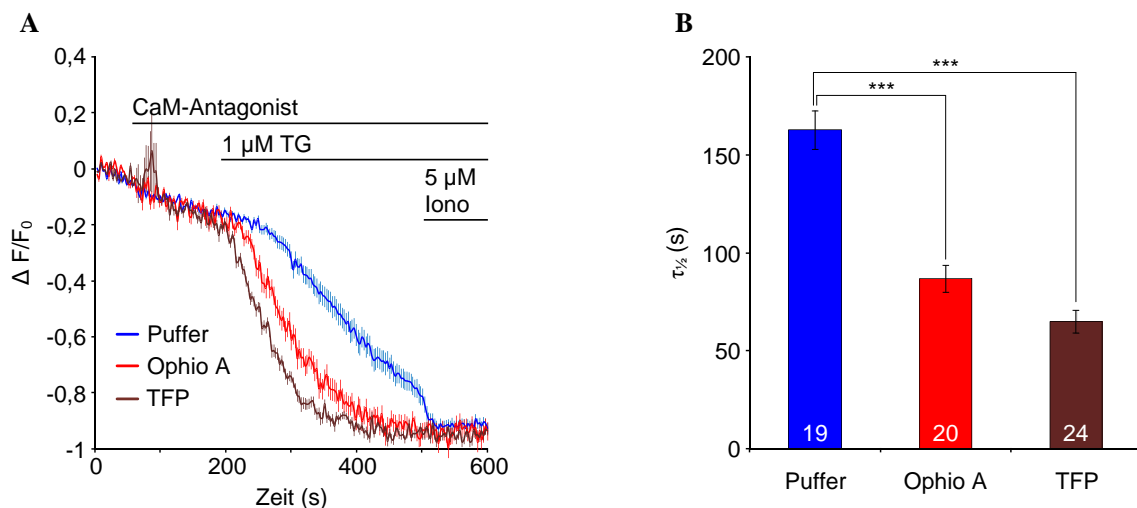 A
0,4
0,2
0
-0,2
-0,4
-0,6
-0,8
-1
Δ F/F0
CaM-Antagonist
1 µM TG
5 µM
Iono
Puffer
Ophio A
TFP
0 200 400 600
Zeit (s)
B
200
150
100
50
0
τ½ (s)
***
***
19 20 24
Puffer Ophio A TFP